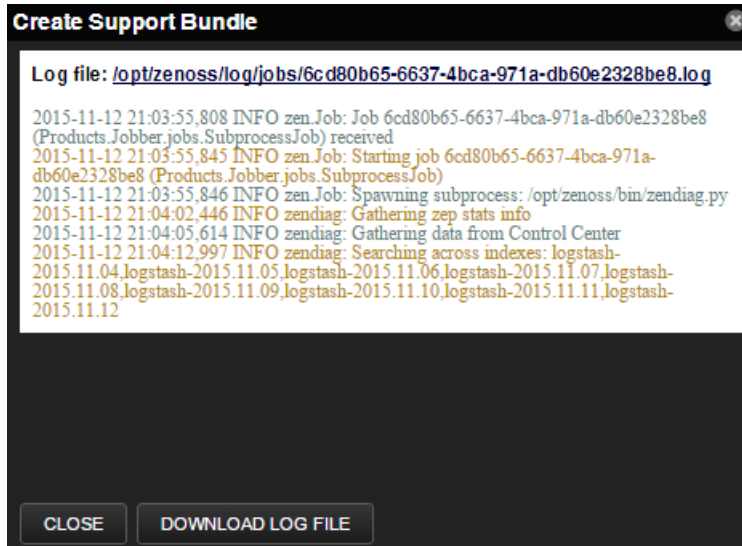 Create Support Bundle
Log file: /opt/zenoss/log/jobs/6cd80b65-6637-4bca-971a-db60e2328be8.log
2015-11-12 21:03:55,808 INFO zen.Job: Job 6cd80b65-6637-4bca-971a-db60e2328be8
(Products.Jobber.jobs.SubprocessJob) received
2015-11-12 21:03:55,845 INFO zen.Job: Starting job 6cd80b65-6637-4bca-971a-
db60e2328be8 (Products.Jobber.jobs.SubprocessJob)
2015-11-12 21:03:55,846 INFO zen.Job: Spawning subprocess: /opt/zenoss/bin/zendiag.py
2015-11-12 21:04:02,446 INFO zendiag: Gathering zep stats info
2015-11-12 21:04:05,614 INFO zendiag: Gathering data from Control Center
2015-11-12 21:04:12,997 INFO zendiag: Searching across indexes: logstash-
2015.11.04,logstash-2015.11.05,logstash-2015.11.06,logstash-2015.11.07,logstash-
2015.11.08,logstash-2015.11.09,logstash-2015.11.10,logstash-2015.11.11,logstash-
2015.11.12
CLOSE
DOWNLOAD LOG FILE